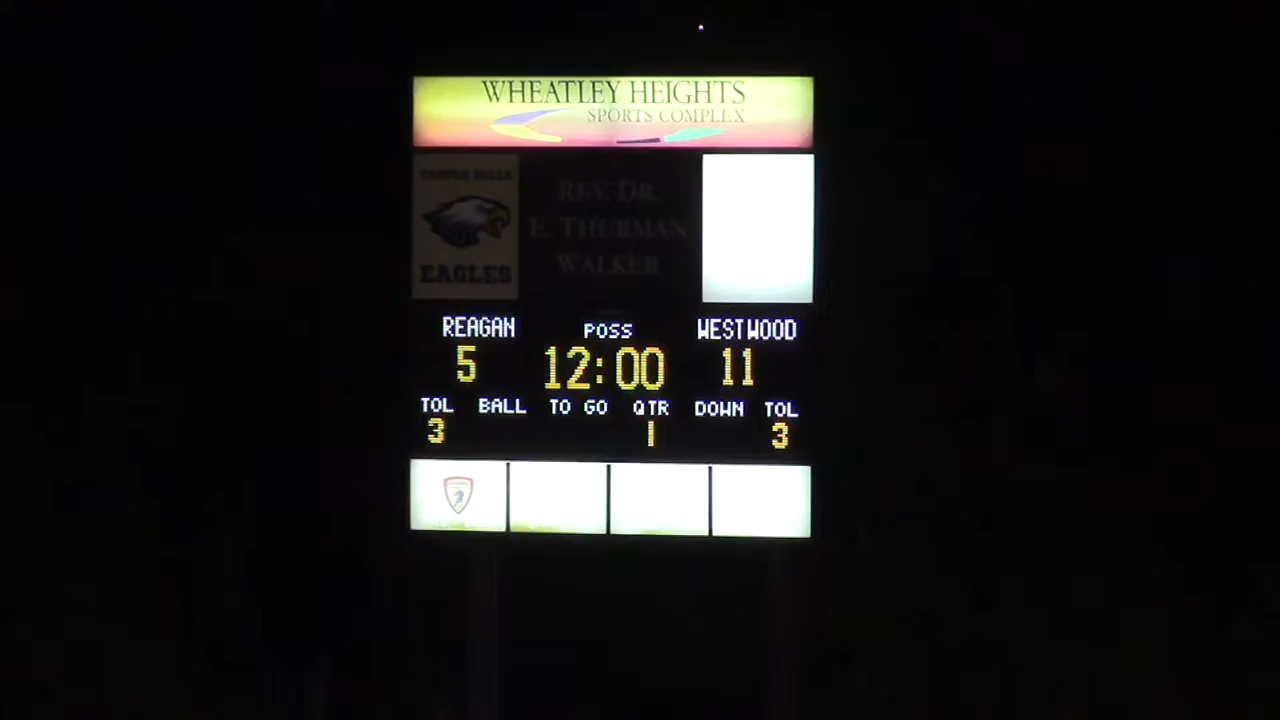 WHEATLEY HEIGHTS
SPORTS COMPLEX
EAGLES
REV. DR.
E. THURMAN
WALKER
REAGAN POSS WESTWOOD
5 12:00 11
TOL BALL TO GO QTR DOWN TOL
3 1 3